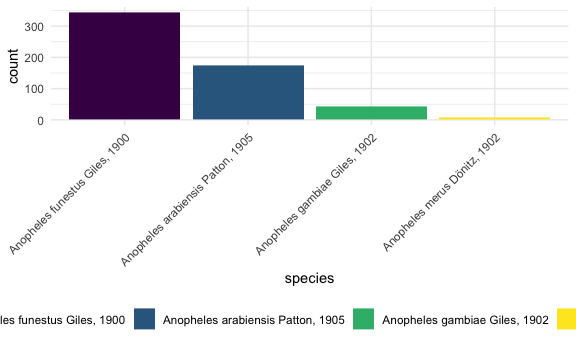 300
200
100
0
count
Anopheles funestus Giles, 1900
Anopheles arabiensis Patton, 1905
Anopheles gambiae Giles, 1902
Anopheles merus Dönitz, 1902
species
les funestus Giles, 1900 Anopheles arabiensis Patton, 1905 Anopheles gambiae Giles, 1902